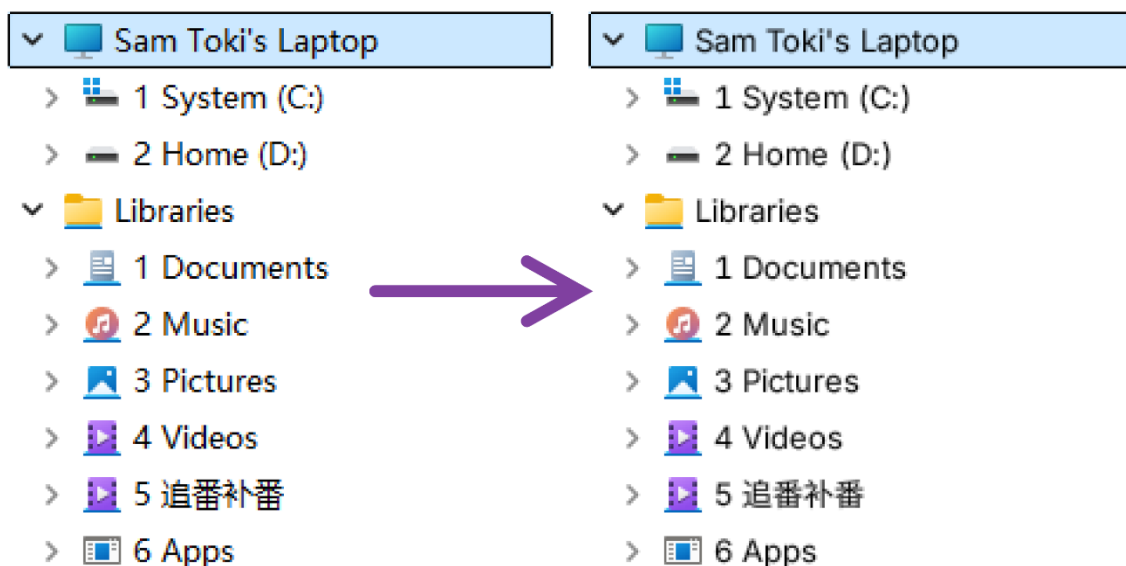 Sam Toki's Laptop
1 System (C:)
2 Home (D:)
Libraries
1 Documents
2 Music
3 Pictures
4 Videos
5 追番补番
6 Apps
Sam Toki's Laptop
1 System (C:)
2 Home (D:)
Libraries
1 Documents
2 Music
3 Pictures
4 Videos
5 追番补番
6 Apps